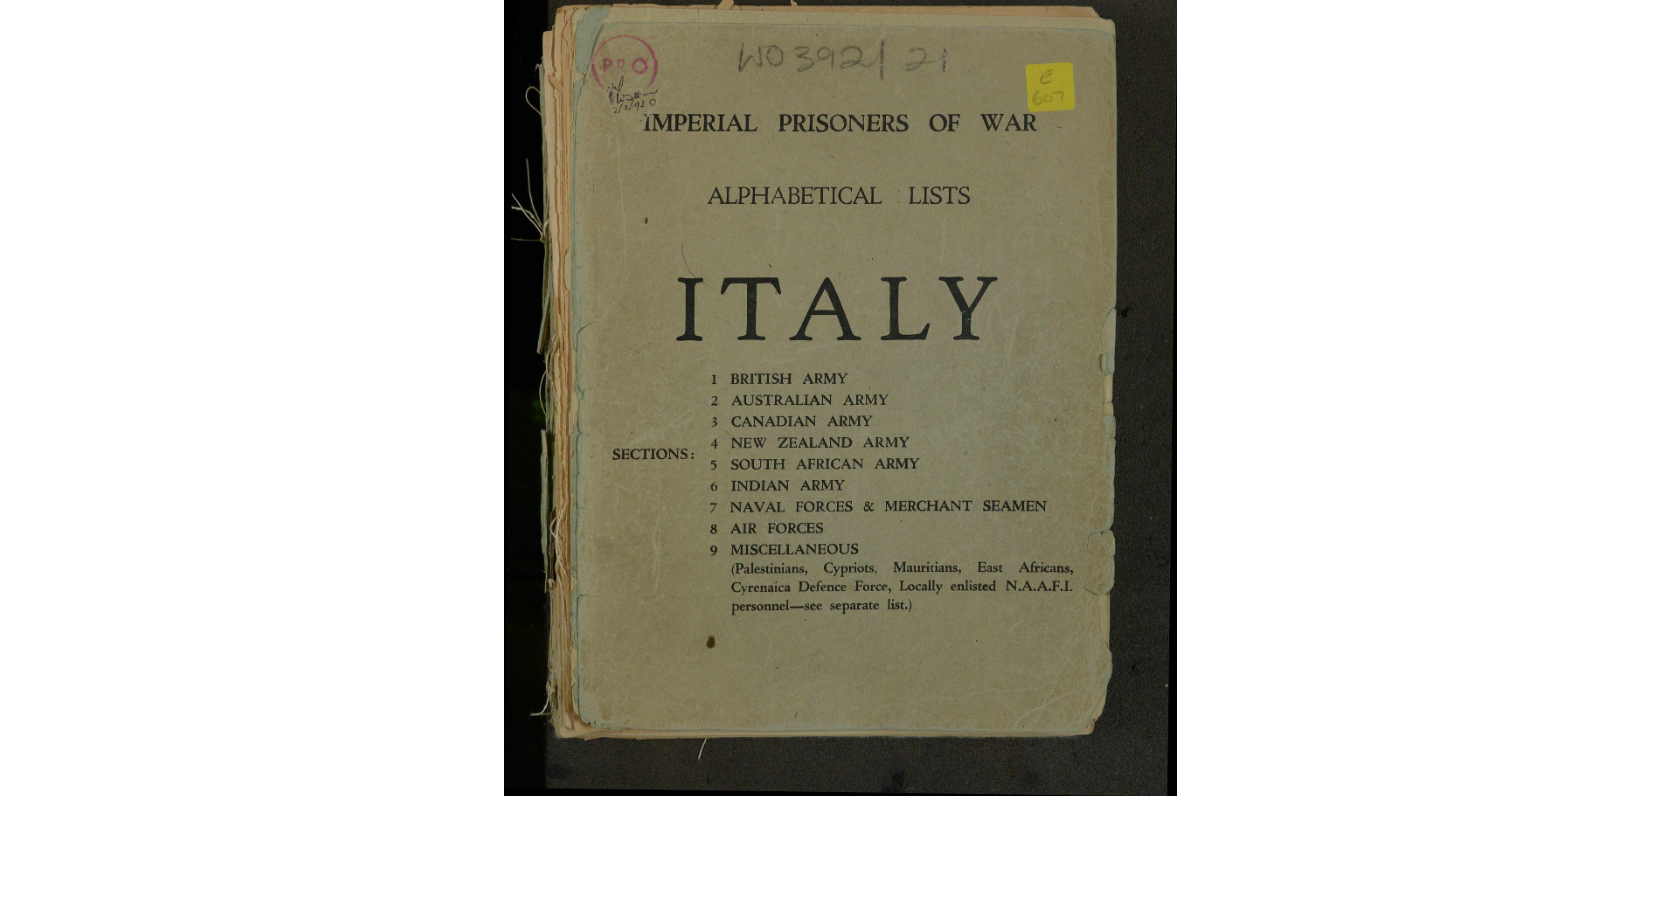 WO 392/21
PRO
E
607
IMPERIAL PRISONERS OF WAR
ALPHABETICAL LISTS
ITALY
SECTIONS:
1 BRITISH ARMY
2 AUSTRALIAN ARMY
3 CANADIAN ARMY
4 NEW ZEALAND ARMY
5 SOUTH AFRICAN ARMY
6 INDIAN ARMY
7 NAVAL FORCES & MERCHANT SEAMEN
8 AIR FORCES
9 MISCELLANEOUS
(Palestinians, Cypriots, Mauritians, East Africans,
Cyrenaica Defence Force, Locally enlisted N.A.A.F.I.
personnel—see separate list.)